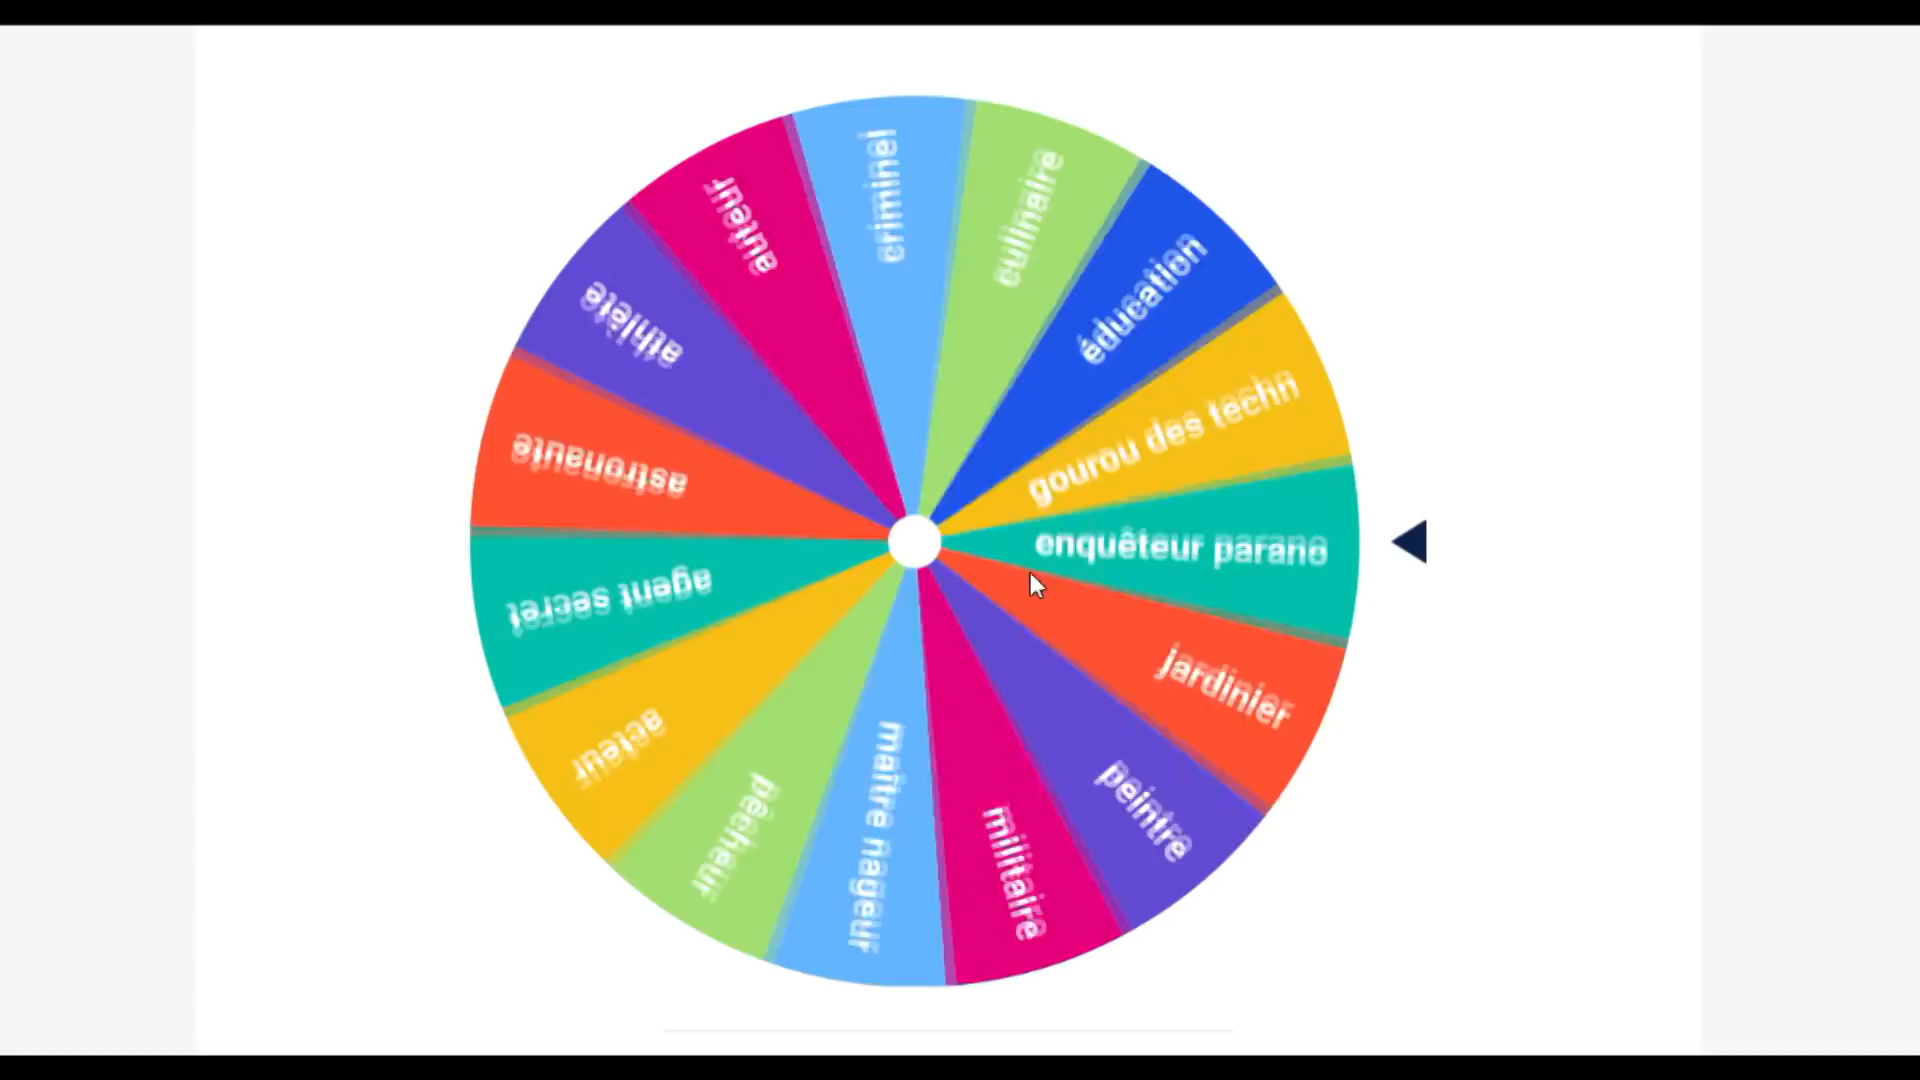 criminel
culinaire
éducation
gourou des techn
enquêteur parano
jardinier
peintre
militaire
maître nageur
pêcheur
acteur
agent secret
astronaute
athlète
auteur